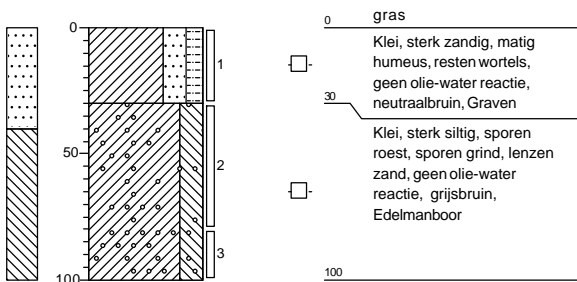 0
50
100
1
2
3
0
gras
Klei, sterk zandig, matig
humeus, resten wortels,
geen olie-water reactie,
neutraalbruin, Graven
30
Klei, sterk siltig, sporen
roest, sporen grind, lenzen
zand, geen olie-water
reactie, grijsbruin,
Edelmanboor
100